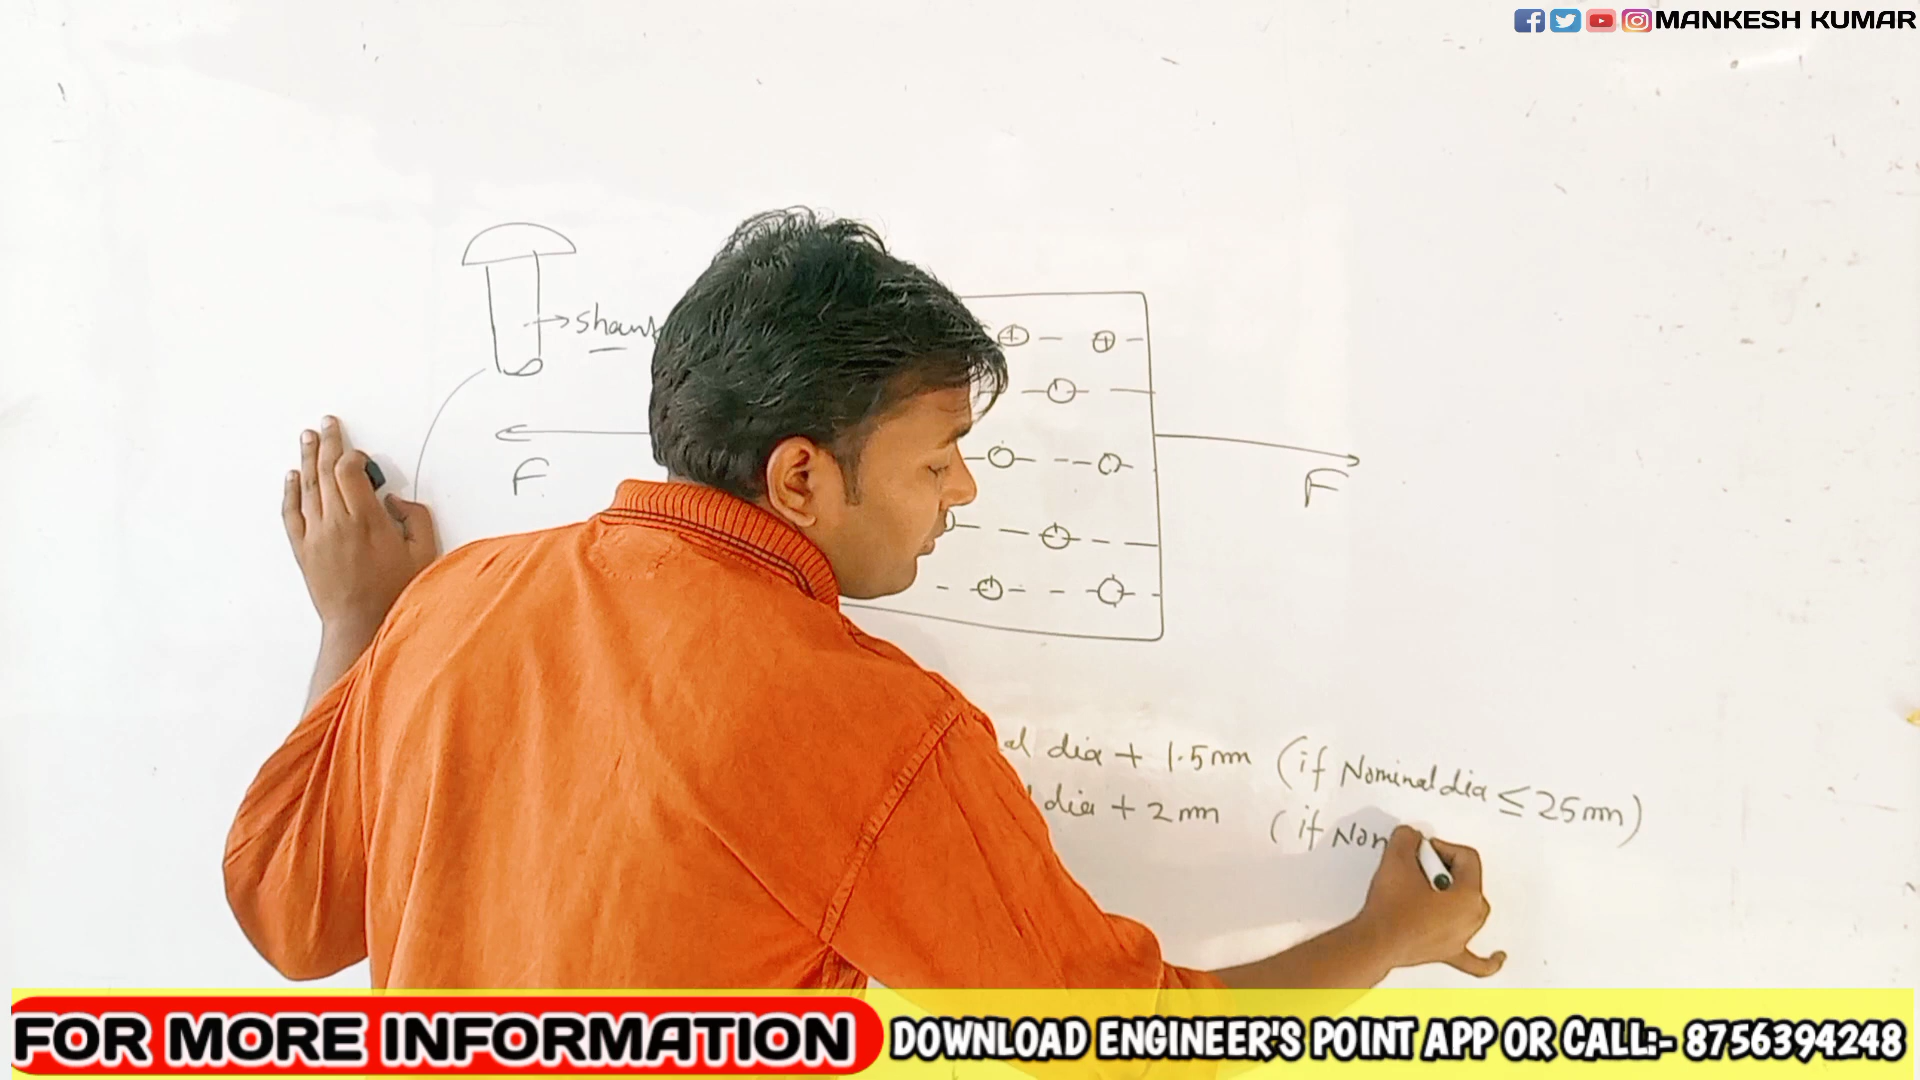 MANKESH KUMAR
F
F
dia + 1.5mm (if Nominal dia ≤ 25mm)
dia + 2mm (if Nom
FOR MORE INFORMATION
DOWNLOAD ENGINEER'S POINT APP OR CALL:- 8756394248